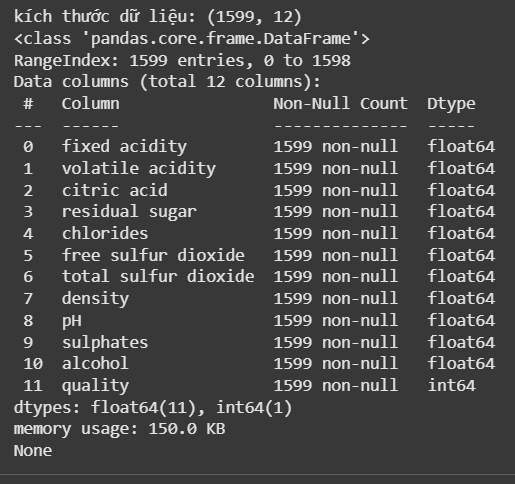 kích thước dữ liệu: (1599, 12)
<class 'pandas.core.frame.DataFrame'>
RangeIndex: 1599 entries, 0 to 1598
Data columns (total 12 columns):
 #   Column                Non-Null Count  Dtype
---  ------                --------------  -----
 0   fixed acidity         1599 non-null   float64
 1   volatile acidity      1599 non-null   float64
 2   citric acid           1599 non-null   float64
 3   residual sugar        1599 non-null   float64
 4   chlorides             1599 non-null   float64
 5   free sulfur dioxide   1599 non-null   float64
 6   total sulfur dioxide  1599 non-null   float64
 7   density               1599 non-null   float64
 8   pH                    1599 non-null   float64
 9   sulphates             1599 non-null   float64
 10  alcohol               1599 non-null   float64
 11  quality               1599 non-null   int64
dtypes: float64(11), int64(1)
memory usage: 150.0 KB
None